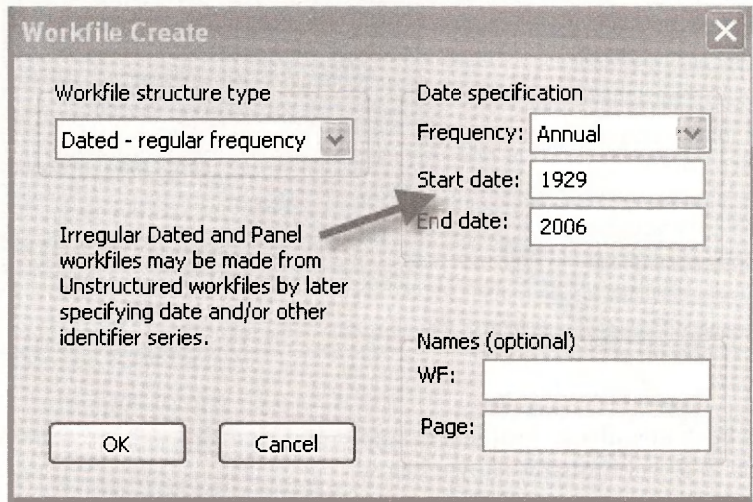 Workfile Create
Workfile structure type
Dated - regular frequency
Irregular Dated and Panel
workfiles may be made from
Unstructured workfiles by later
specifying date and/or other
identifier series.
OK
Cancel
Date specification
Frequency: Annual
Start date: 1929
End date: 2006
Names (optional)
WF:
Page: